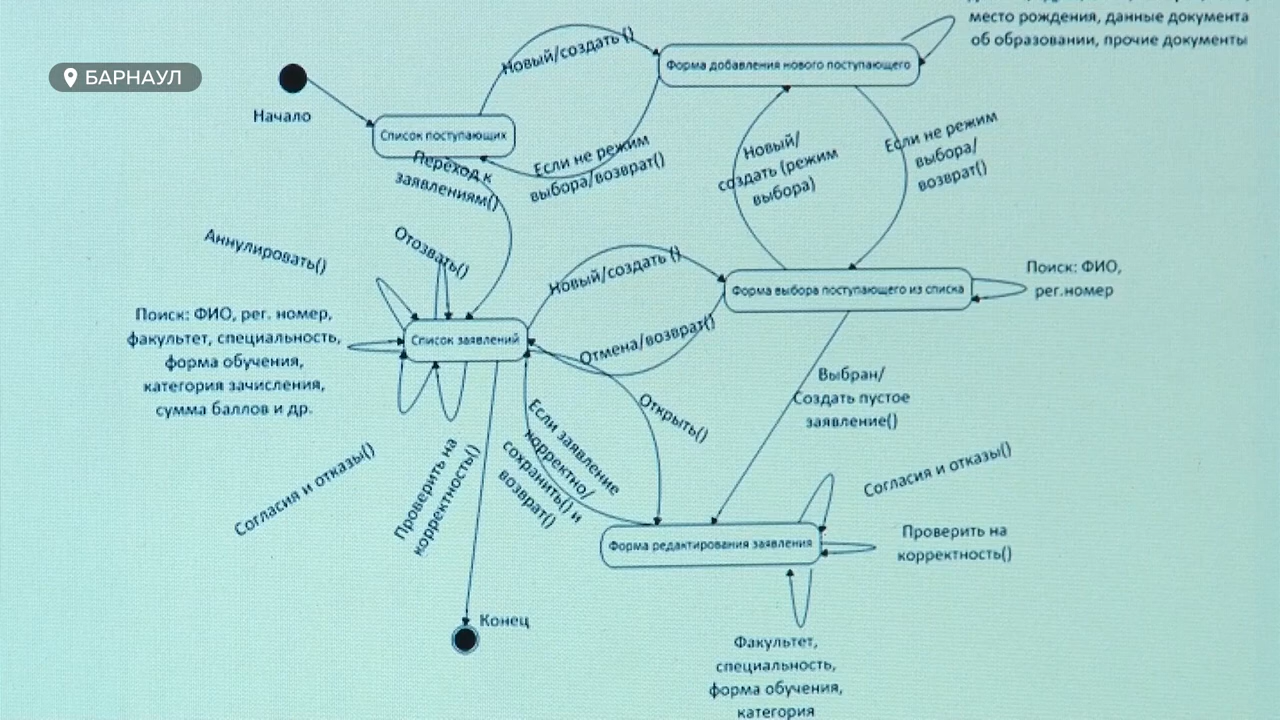 место рождения, данные документа
об образовании, прочие документы
БАРНАУЛ
Начало
Новый/создать ()
Форма добавления нового поступающего
Список поступающих
Переход к
заявлениям()
Если не режим
выбора/возврат()
Новый/
создать (режим
выбора)
Если не режим
выбора/
возврат()
Аннулировать()
Отозвать()
Новый/создать ()
Форма выбора поступающего из списка
Поиск: ФИО,
рег.номер
Поиск: ФИО, рег. номер,
факультет, специальность,
форма обучения,
категория зачисления,
сумма баллов и др.
Список заявлений
Отмена/возврат()
Выбран/
Создать пустое
заявление()
Открыть()
Если заявление
корректно/
сохранить() и
возврат()
Согласия и отказы()
Проверить на
корректность()
Согласия и отказы()
Форма редактирования заявления
Проверить на
корректность()
Конец
Факультет,
специальность,
форма обучения,
категория